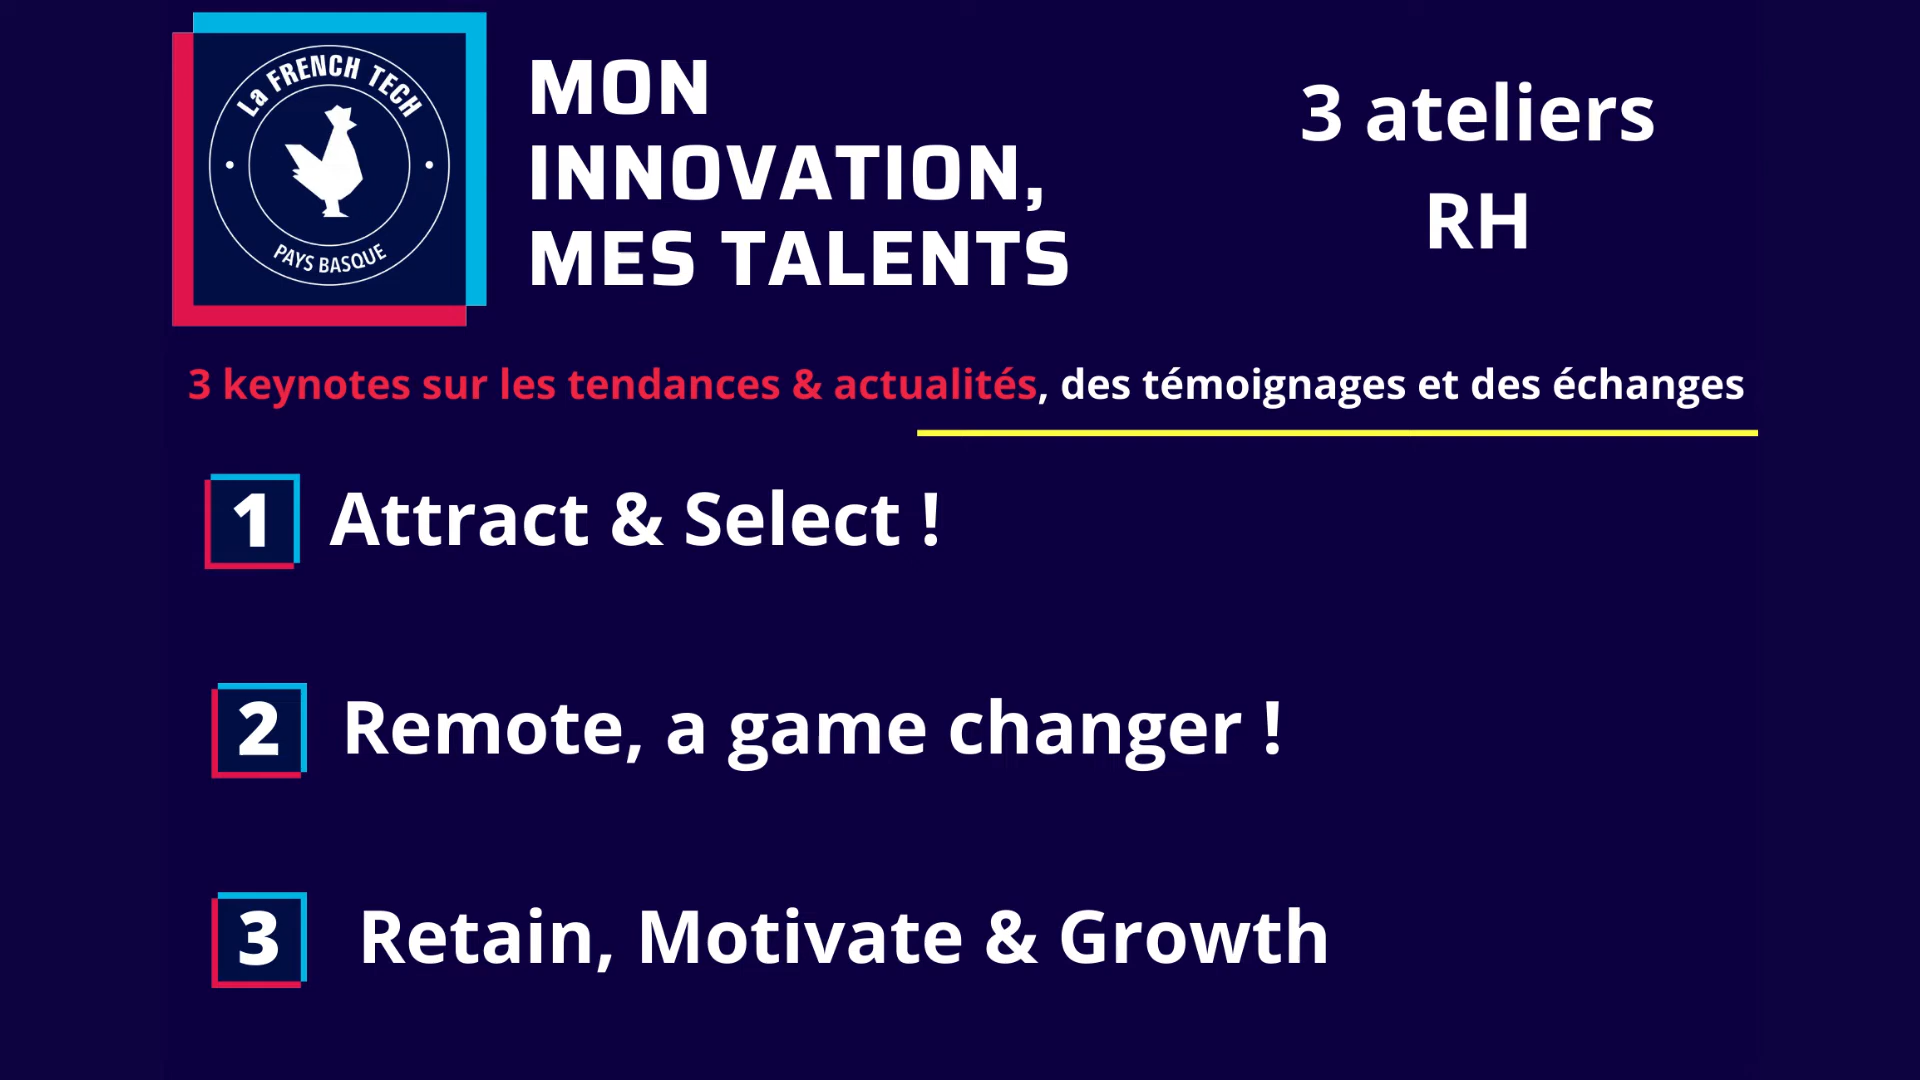 La FRENCH TECH
PAYS BASQUE
MON
INNOVATION,
MES TALENTS
3 ateliers
RH
3 keynotes sur les tendances & actualités, des témoignages et des échanges
1 Attract & Select !
2 Remote, a game changer !
3 Retain, Motivate & Growth